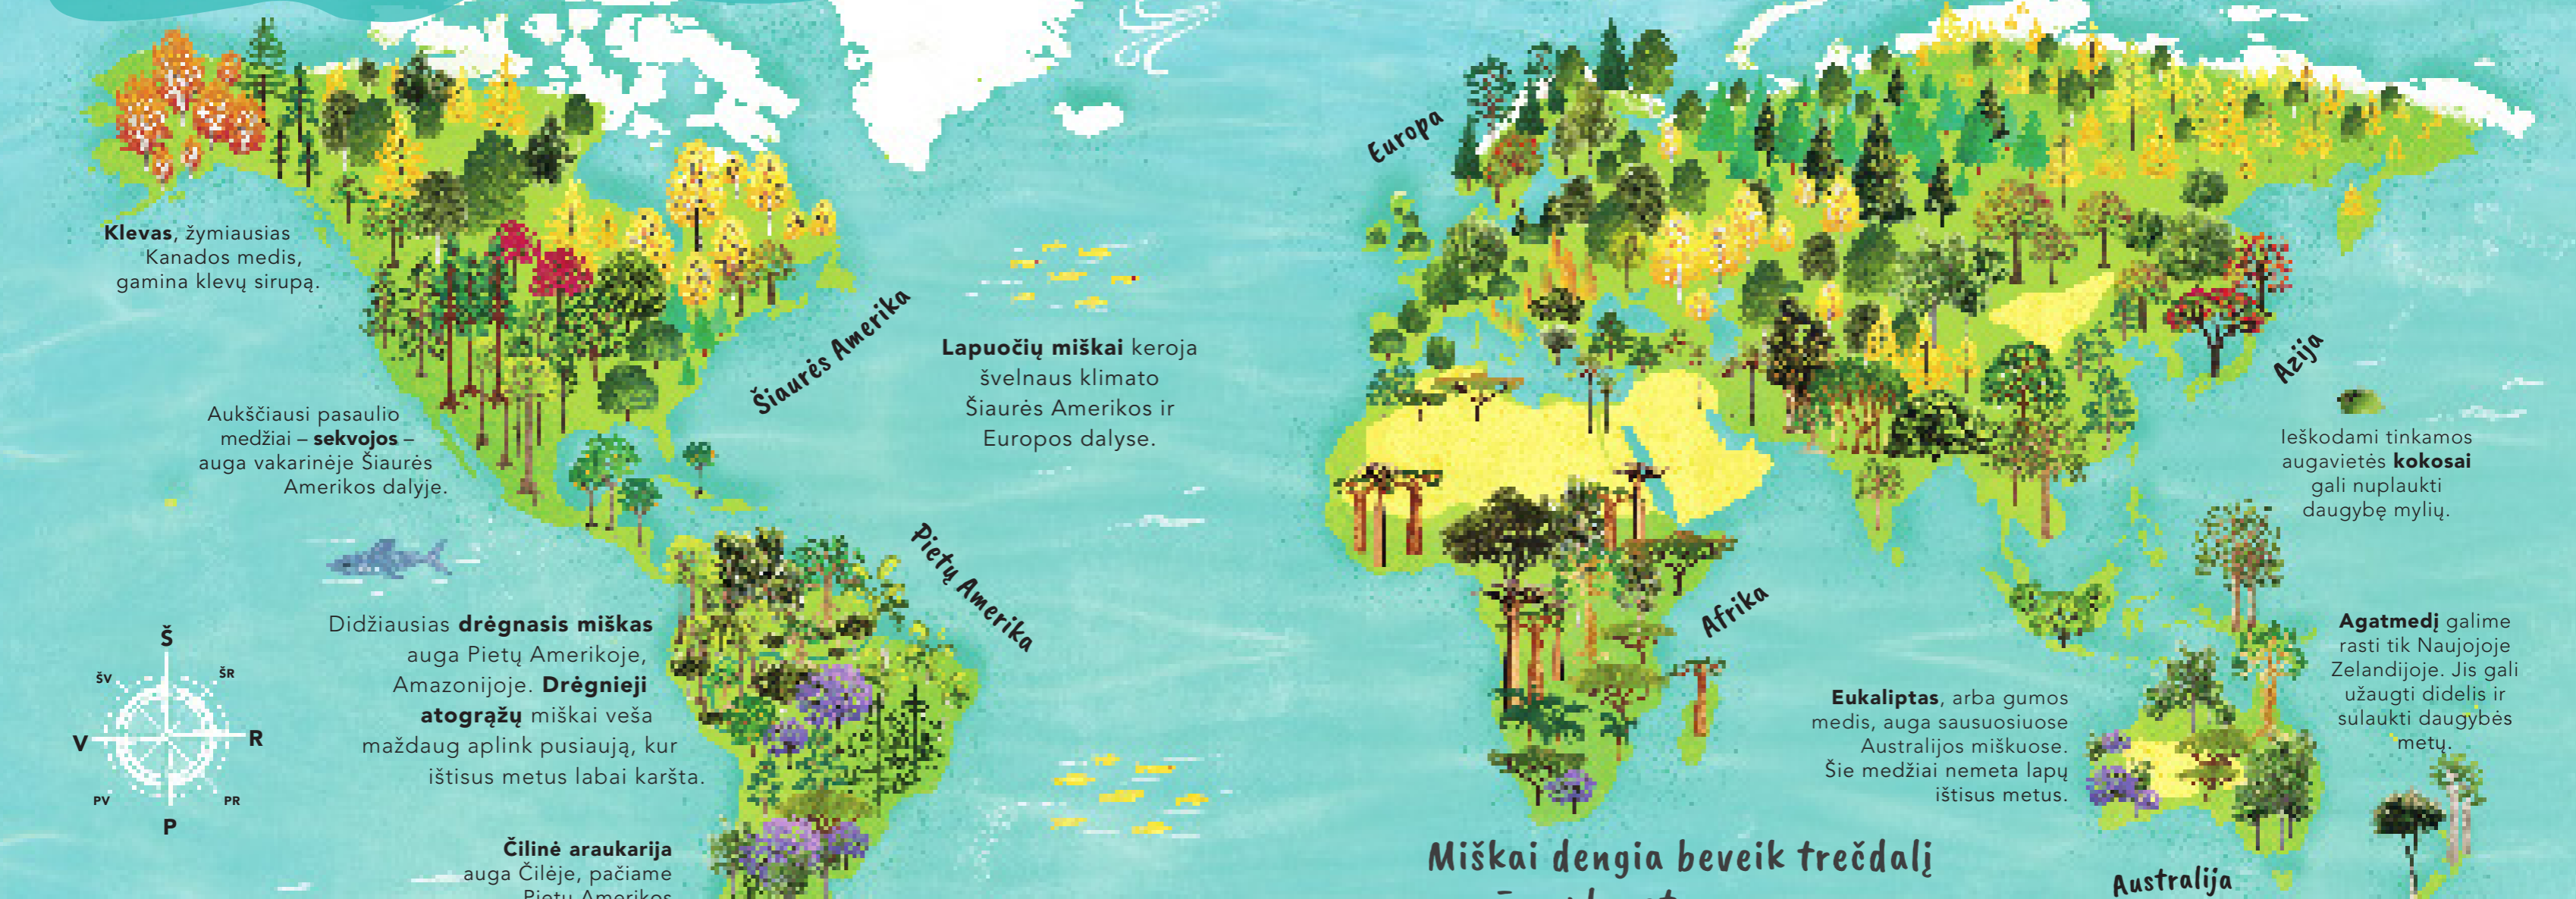 Europa
Klevas, žymiausias
Kanados medis,
gamina klevų sirupą.
Šiaurės Amerika
Lapuočių miškai keroja
švelnaus klimato
Šiaurės Amerikos ir
Europos dalyse.
Azija
Aukščiausi pasaulio
medžiai – sekvojos –
auga vakarinėje Šiaurės
Amerikos dalyje.
Ieškodami tinkamos
augavietės kokosai
gali nuplaukti
daugybę mylių.
Pietų Amerika
Afrika
Didžiausias drėgnasis miškas
auga Pietų Amerikoje,
Amazonijoje. Drėgnieji
atogrąžų miškai veša
maždaug aplink pusiaują, kur
ištisus metus labai karšta.
Agatmedį galime
rasti tik Naujojoje
Zelandijoje. Jis gali
užaugti didelis ir
sulaukti daugybės
metų.
Š
ŠV
ŠR
V
R
PV
PR
P
Eukaliptas, arba gumos
medis, auga sausuosiuose
Australijos miškuose.
Šie medžiai nemeta lapų
ištisus metus.
Čilinė araukarija
auga Čilėje, pačiame
Pietų Amerikos
Miškai dengia beveik trečdalį
Australija